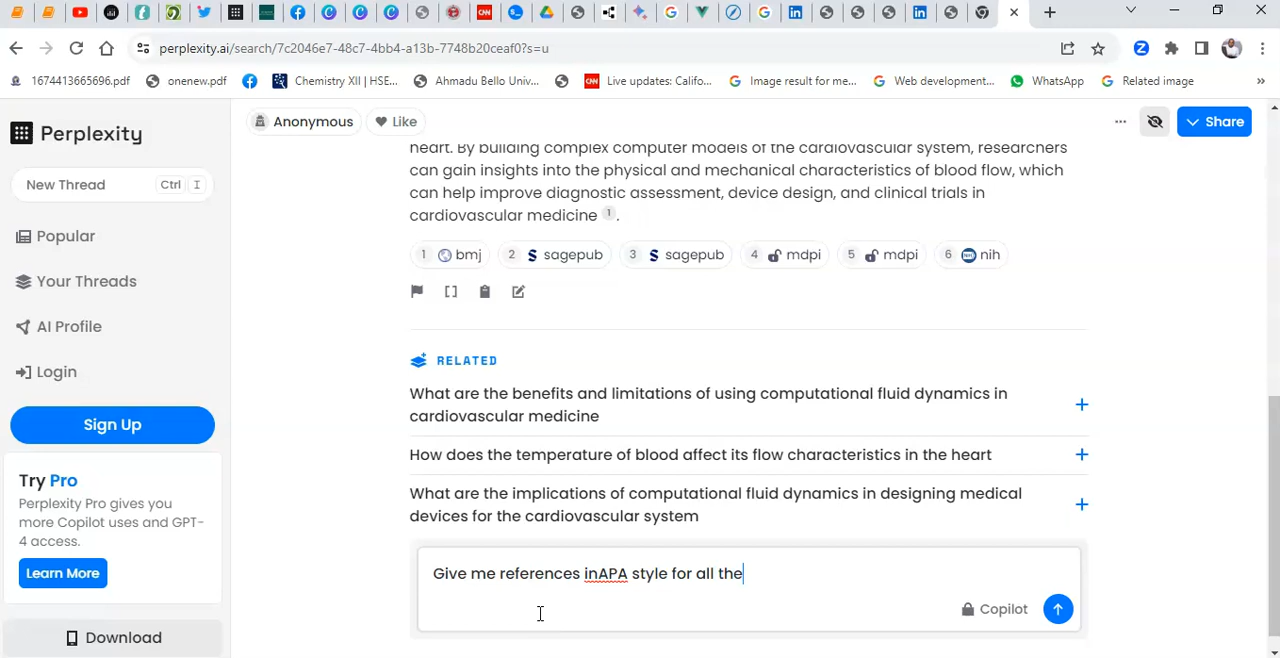 perplexity.ai/search/7c2046e7-48c7-4bb4-a13b-7748b20ceaf0?s=u
1674413665696.pdf onenew.pdf Chemistry XII | HSE... Ahmadu Bello Univ... CNN Live updates: Califo... Image result for me... Web developmen... WhatsApp Related image »
Perplexity
New Thread Ctrl I
Popular
Your Threads
AI Profile
Login
Sign Up
Try Pro
Perplexity Pro gives you
more Copilot uses and GPT-
4 access.
Learn More
Download
Anonymous Like ... Share
heart. By building complex computer models of the cardiovascular system, researchers
can gain insights into the physical and mechanical characteristics of blood flow, which
can help improve diagnostic assessment, device design, and clinical trials in
cardiovascular medicine 1.
1 bmj 2 sagepub 3 sagepub 4 mdpi 5 mdpi 6 nih
RELATED
What are the benefits and limitations of using computational fluid dynamics in
cardiovascular medicine
How does the temperature of blood affect its flow characteristics in the heart
What are the implications of computational fluid dynamics in designing medical
devices for the cardiovascular system
Give me references inAPA style for all the
Copilot